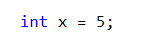 int x = 5;